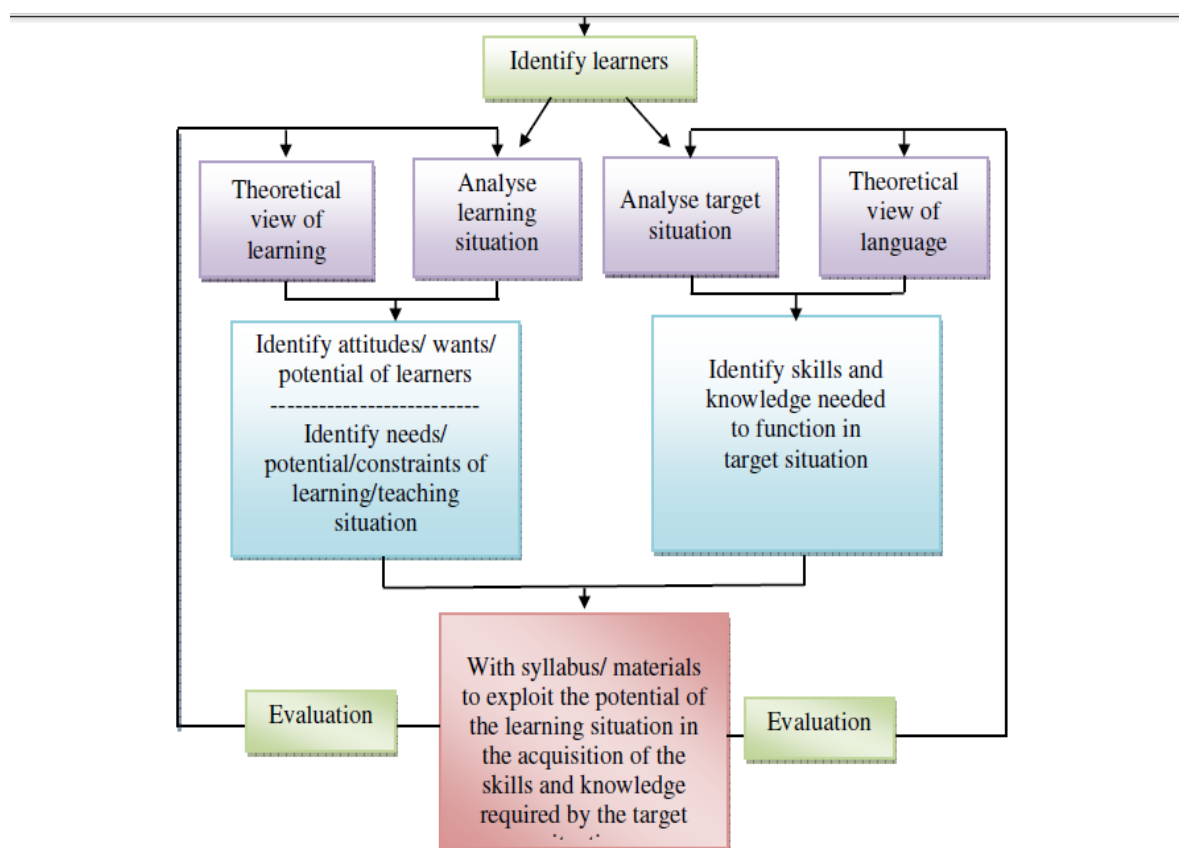 Identify learners
Theoretical
view of
learning
Analyse
learning
situation
Analyse target
situation
Theoretical
view of
language
Identify attitudes/ wants/
potential of learners
---------------------------
Identify needs/
potential/constraints of
learning/teaching
situation
Identify skills and
knowledge needed
to function in
target situation
With syllabus/ materials
to exploit the potential of
the learning situation in
the acquisition of the
skills and knowledge
required by the target
Evaluation
Evaluation